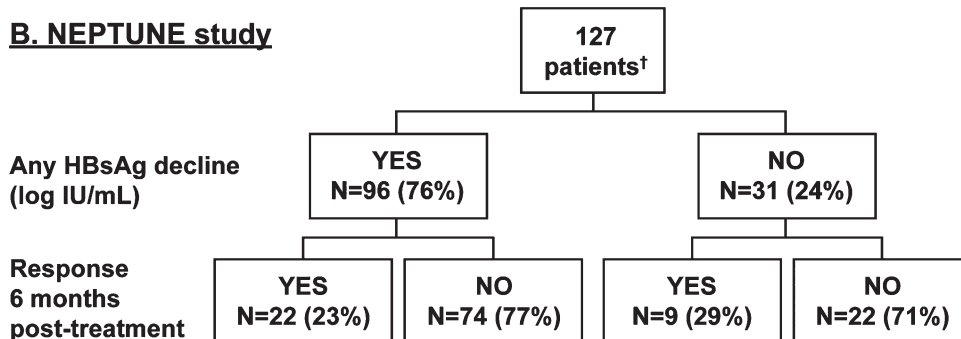 B. NEPTUNE study
127
patients†
Any HBsAg decline
(log IU/mL)
YES
N=96 (76%)
NO
N=31 (24%)
Response
6 months
post-treatment
YES
N=22 (23%)
NO
N=74 (77%)
YES
N=9 (29%)
NO
N=22 (71%)